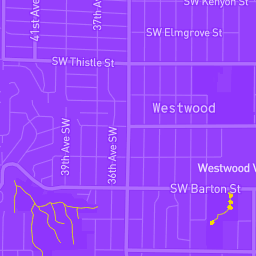 SW Kenyon St
41st Ave
37th Ave
SW Elmgrove St
SW Thistle St
Westwood
39th Ave SW
36th Ave SW
Westwood V
SW Barton St